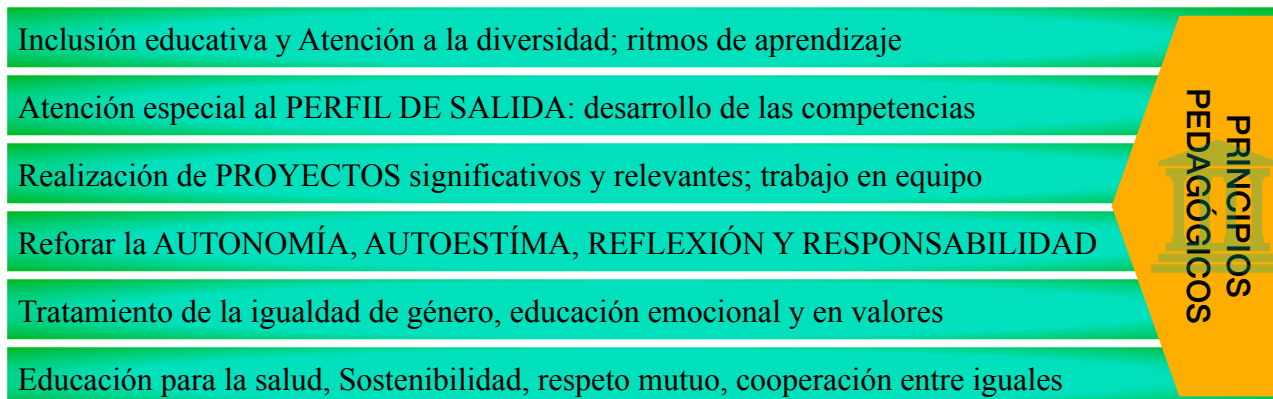 Inclusión educativa y Atención a la diversidad; ritmos de aprendizaje
Atención especial al PERFIL DE SALIDA: desarrollo de las competencias
Realización de PROYECTOS significativos y relevantes; trabajo en equipo
Reforar la AUTONOMÍA, AUTOESTÍMA, REFLEXIÓN Y RESPONSABILIDAD
Tratamiento de la igualdad de género, educación emocional y en valores
Educación para la salud, Sostenibilidad, respeto mutuo, cooperación entre iguales
PRINCIPIOS
PEDAGÓGICOS